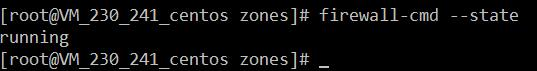 [root@VM_230_241_centos zones]# firewall-cmd --state
running
[root@VM_230_241_centos zones]# _